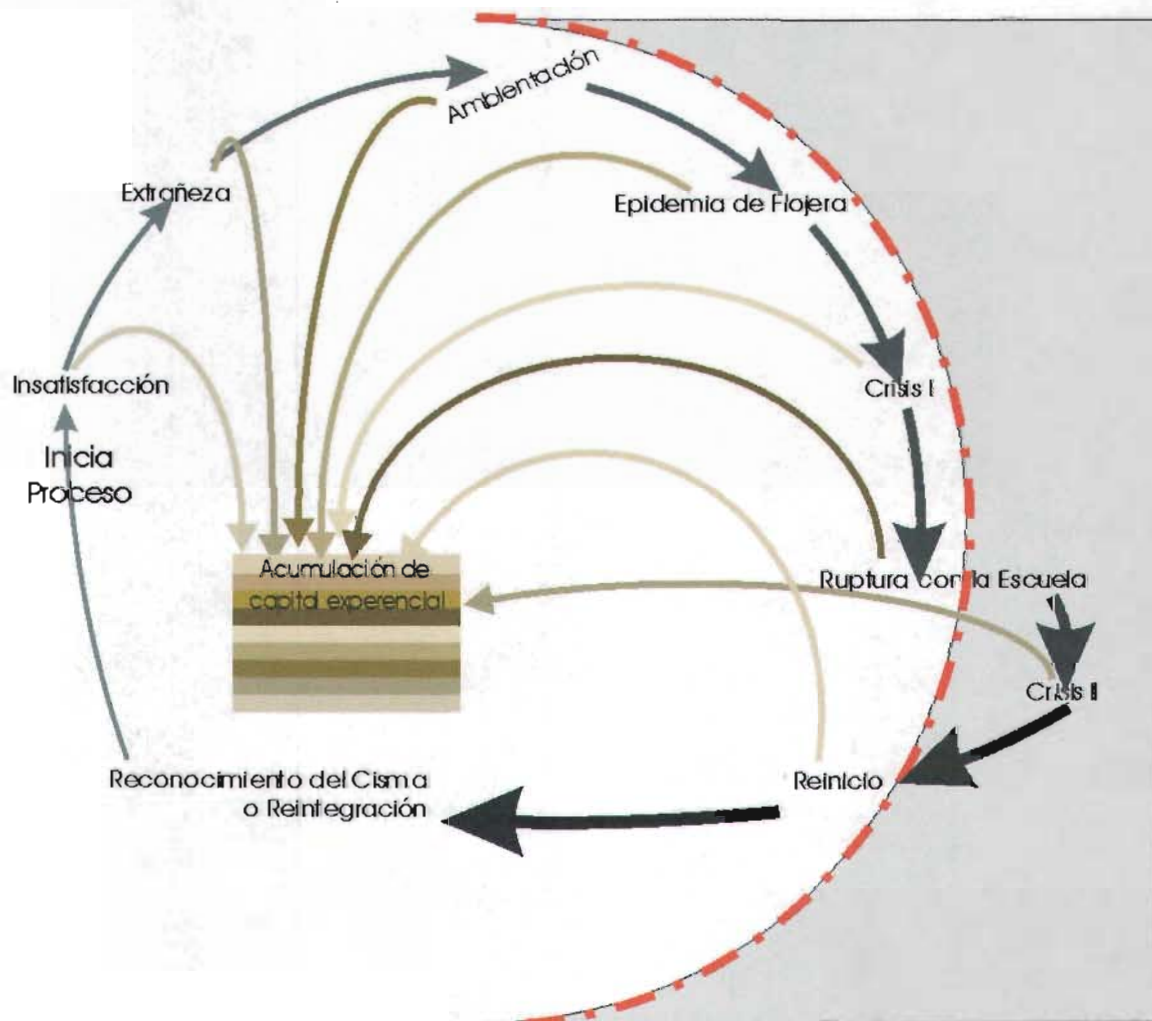 Ambientación
Extrañeza
Epidemia de Flojera
Insatisfacción
Crisis I
Inicia
Proceso
Acumulación de
capital experencial
Ruptura con la Escuela
Crisis II
Reconocimiento del Cisma
o Reintegración
Reinicio